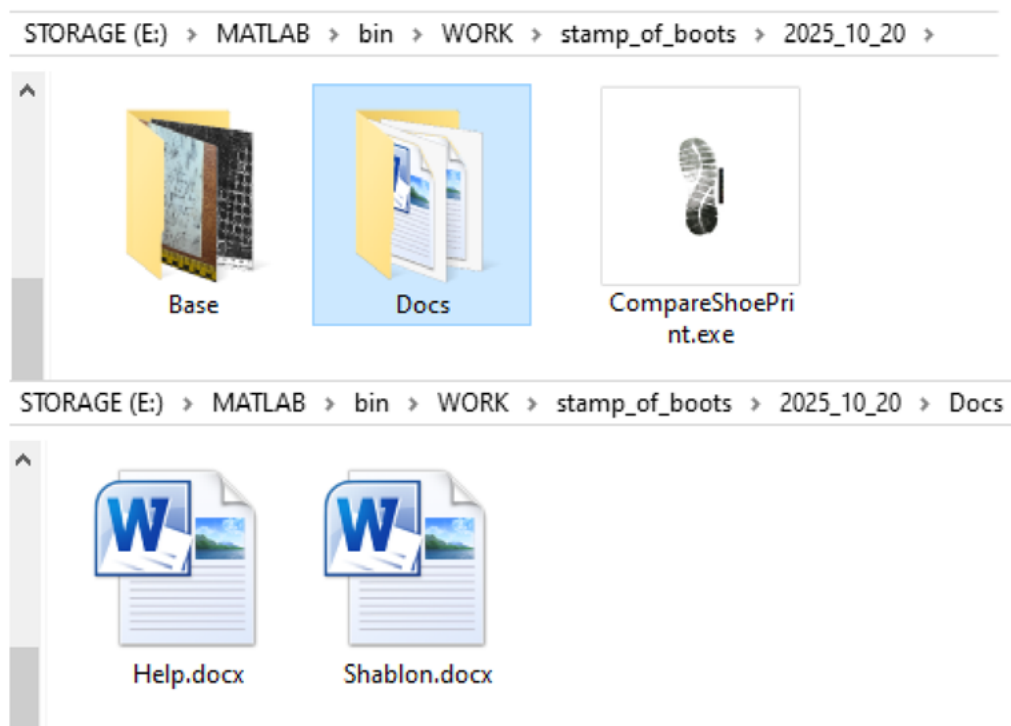 STORAGE (E:) > MATLAB > bin > WORK > stamp_of_boots > 2025_10_20 >
Base
Docs
CompareShoePri
nt.exe
STORAGE (E:) > MATLAB > bin > WORK > stamp_of_boots > 2025_10_20 > Docs
W
W
Help.docx
Shablon.docx